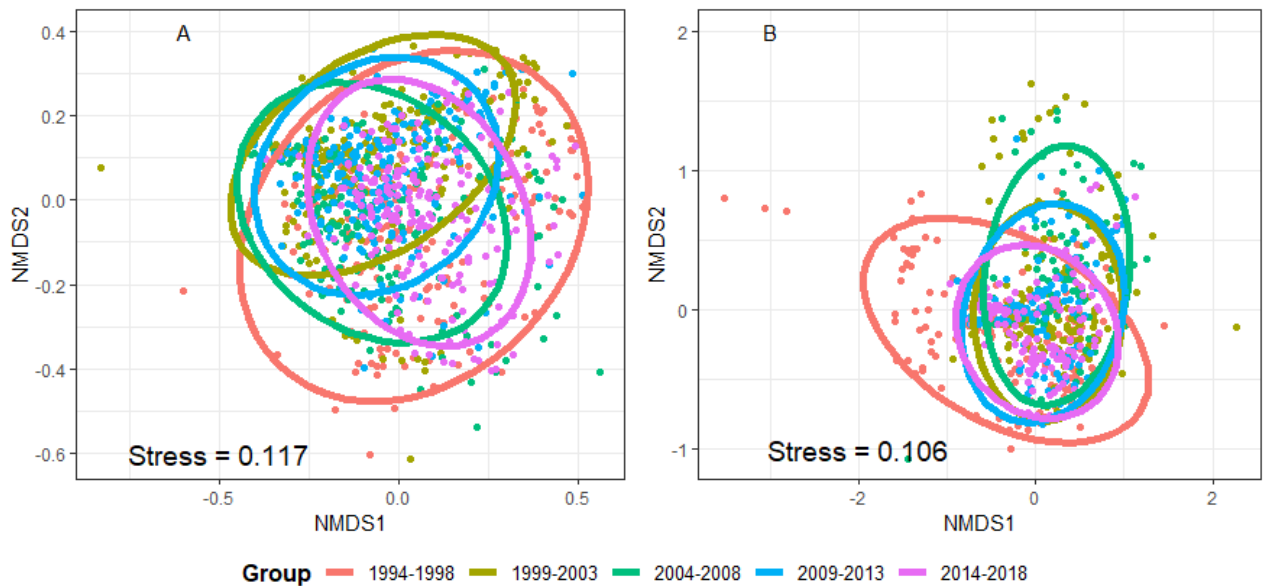 A
0.4
0.2
0.0
-0.2
-0.4
-0.6
NMDS2
Stress = 0.117
-0.5
0.0
0.5
NMDS1
B
2
1
0
-1
NMDS2
Stress = 0.106
-2
0
2
NMDS1
Group 1994-1998 1999-2003 2004-2008 2009-2013 2014-2018